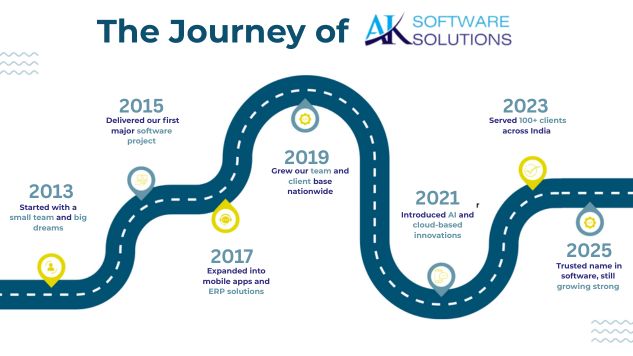 The Journey of AK SOFTWARE
SOLUTIONS
2013
Started with a
small team and big
dreams
2015
Delivered our first
major software
project
2017
Expanded into
mobile apps and
ERP solutions
2019
Grew our team and
client base
nationwide
2021
r
Introduced AI and
cloud-based
innovations
2023
Served 100+ clients
across India
2025
Trusted name in
software, still
growing strong